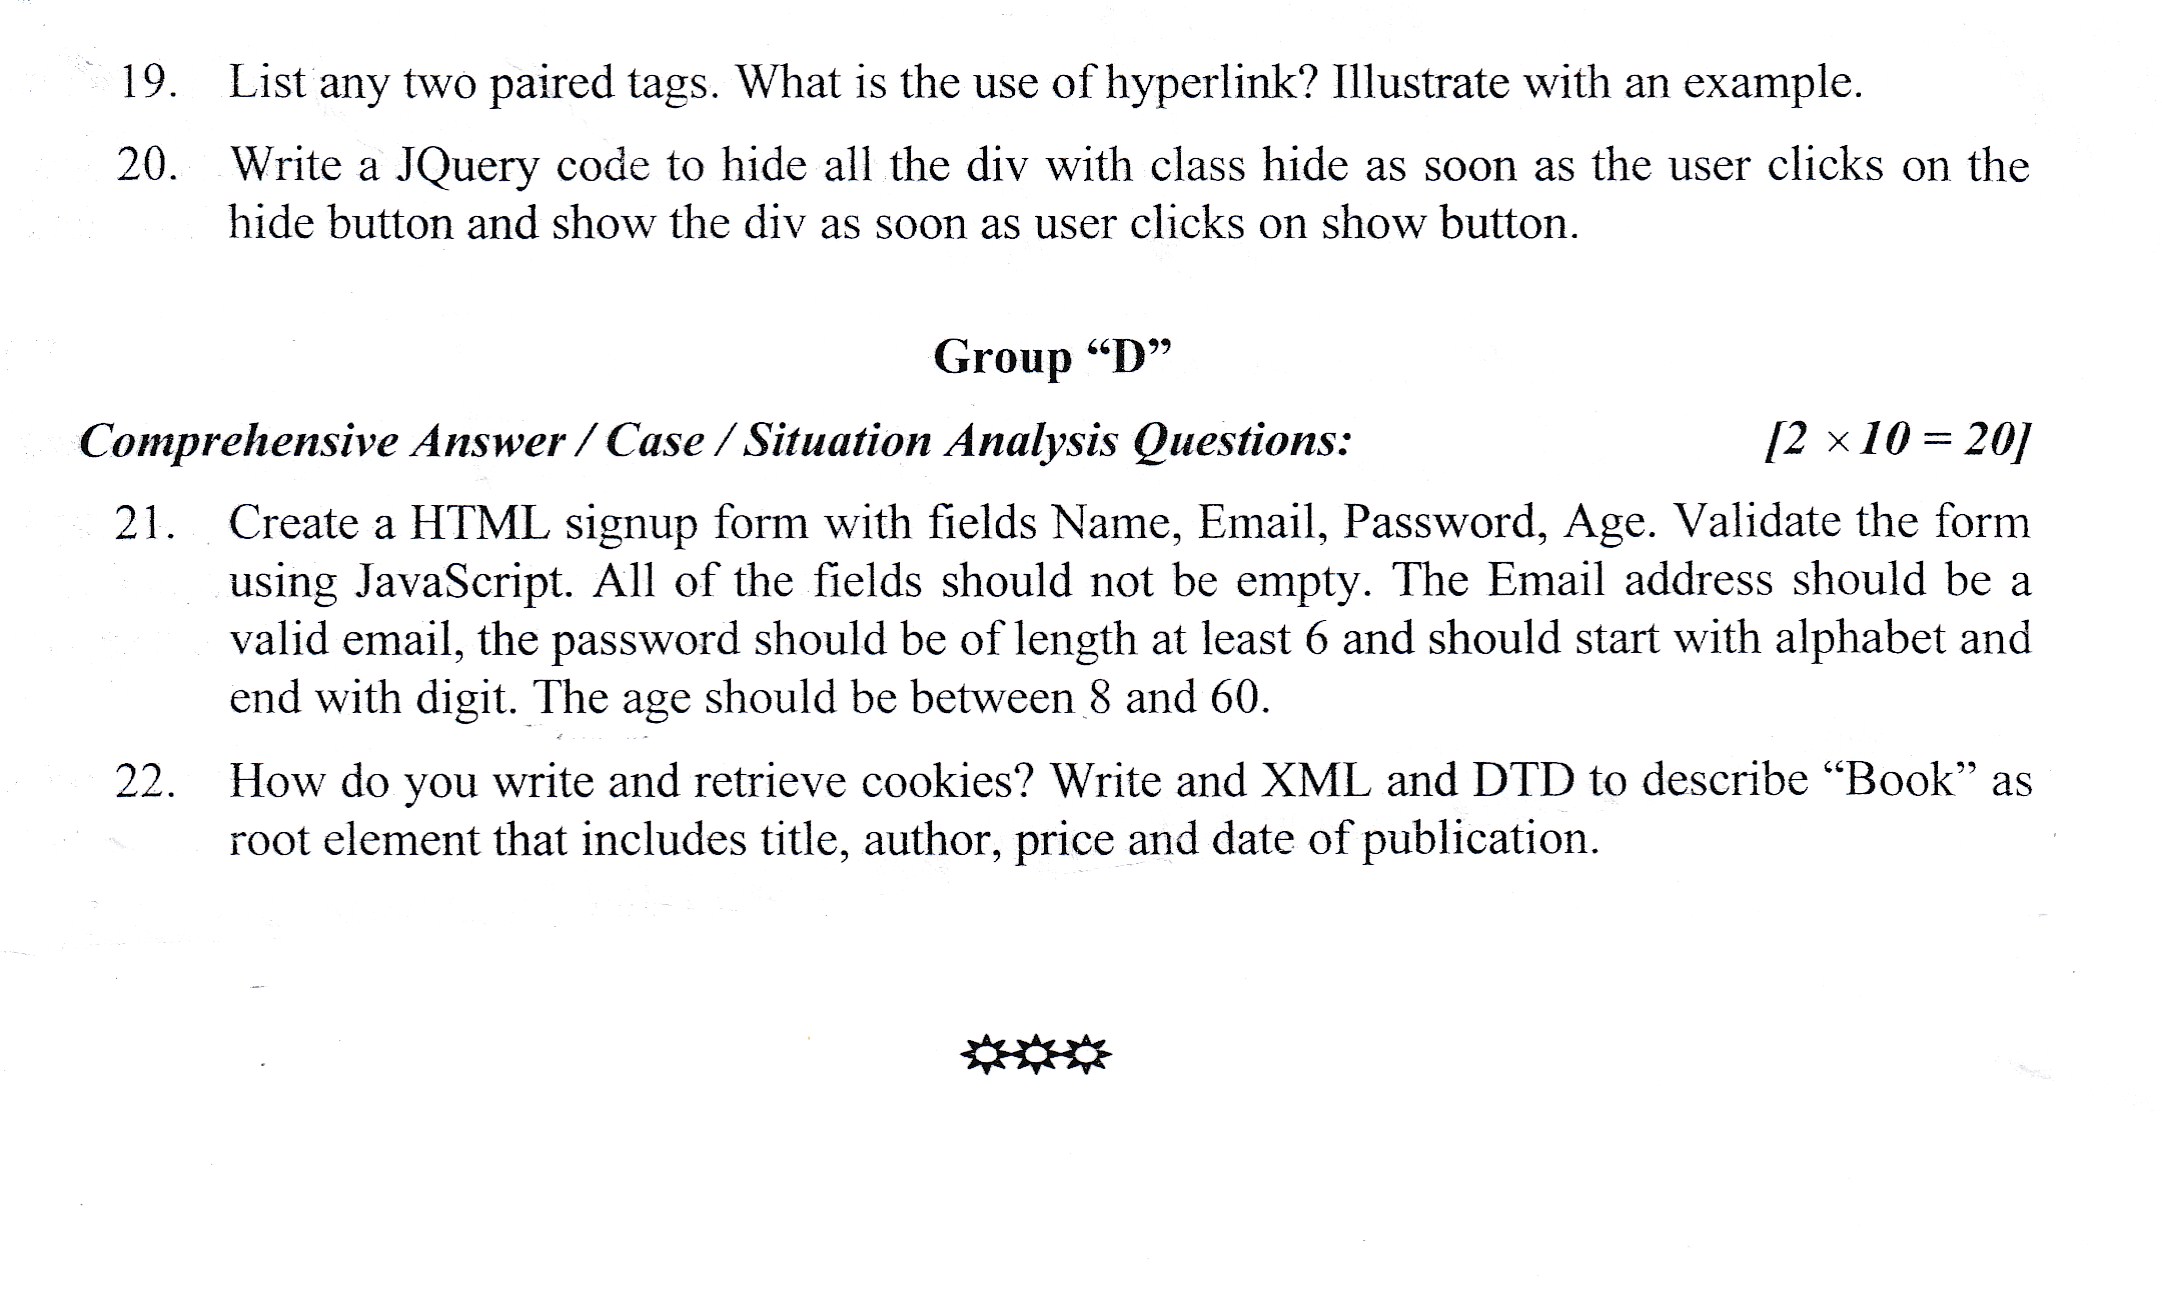 19. List any two paired tags. What is the use of hyperlink? Illustrate with an example.
20. Write a JQuery code to hide all the div with class hide as soon as the user clicks on the
hide button and show the div as soon as user clicks on show button.
Group “D”
Comprehensive Answer / Case / Situation Analysis Questions: [2 × 10 = 20]
21. Create a HTML signup form with fields Name, Email, Password, Age. Validate the form
using JavaScript. All of the fields should not be empty. The Email address should be a
valid email, the password should be of length at least 6 and should start with alphabet and
end with digit. The age should be between 8 and 60.
22. How do you write and retrieve cookies? Write and XML and DTD to describe “Book” as
root element that includes title, author, price and date of publication.